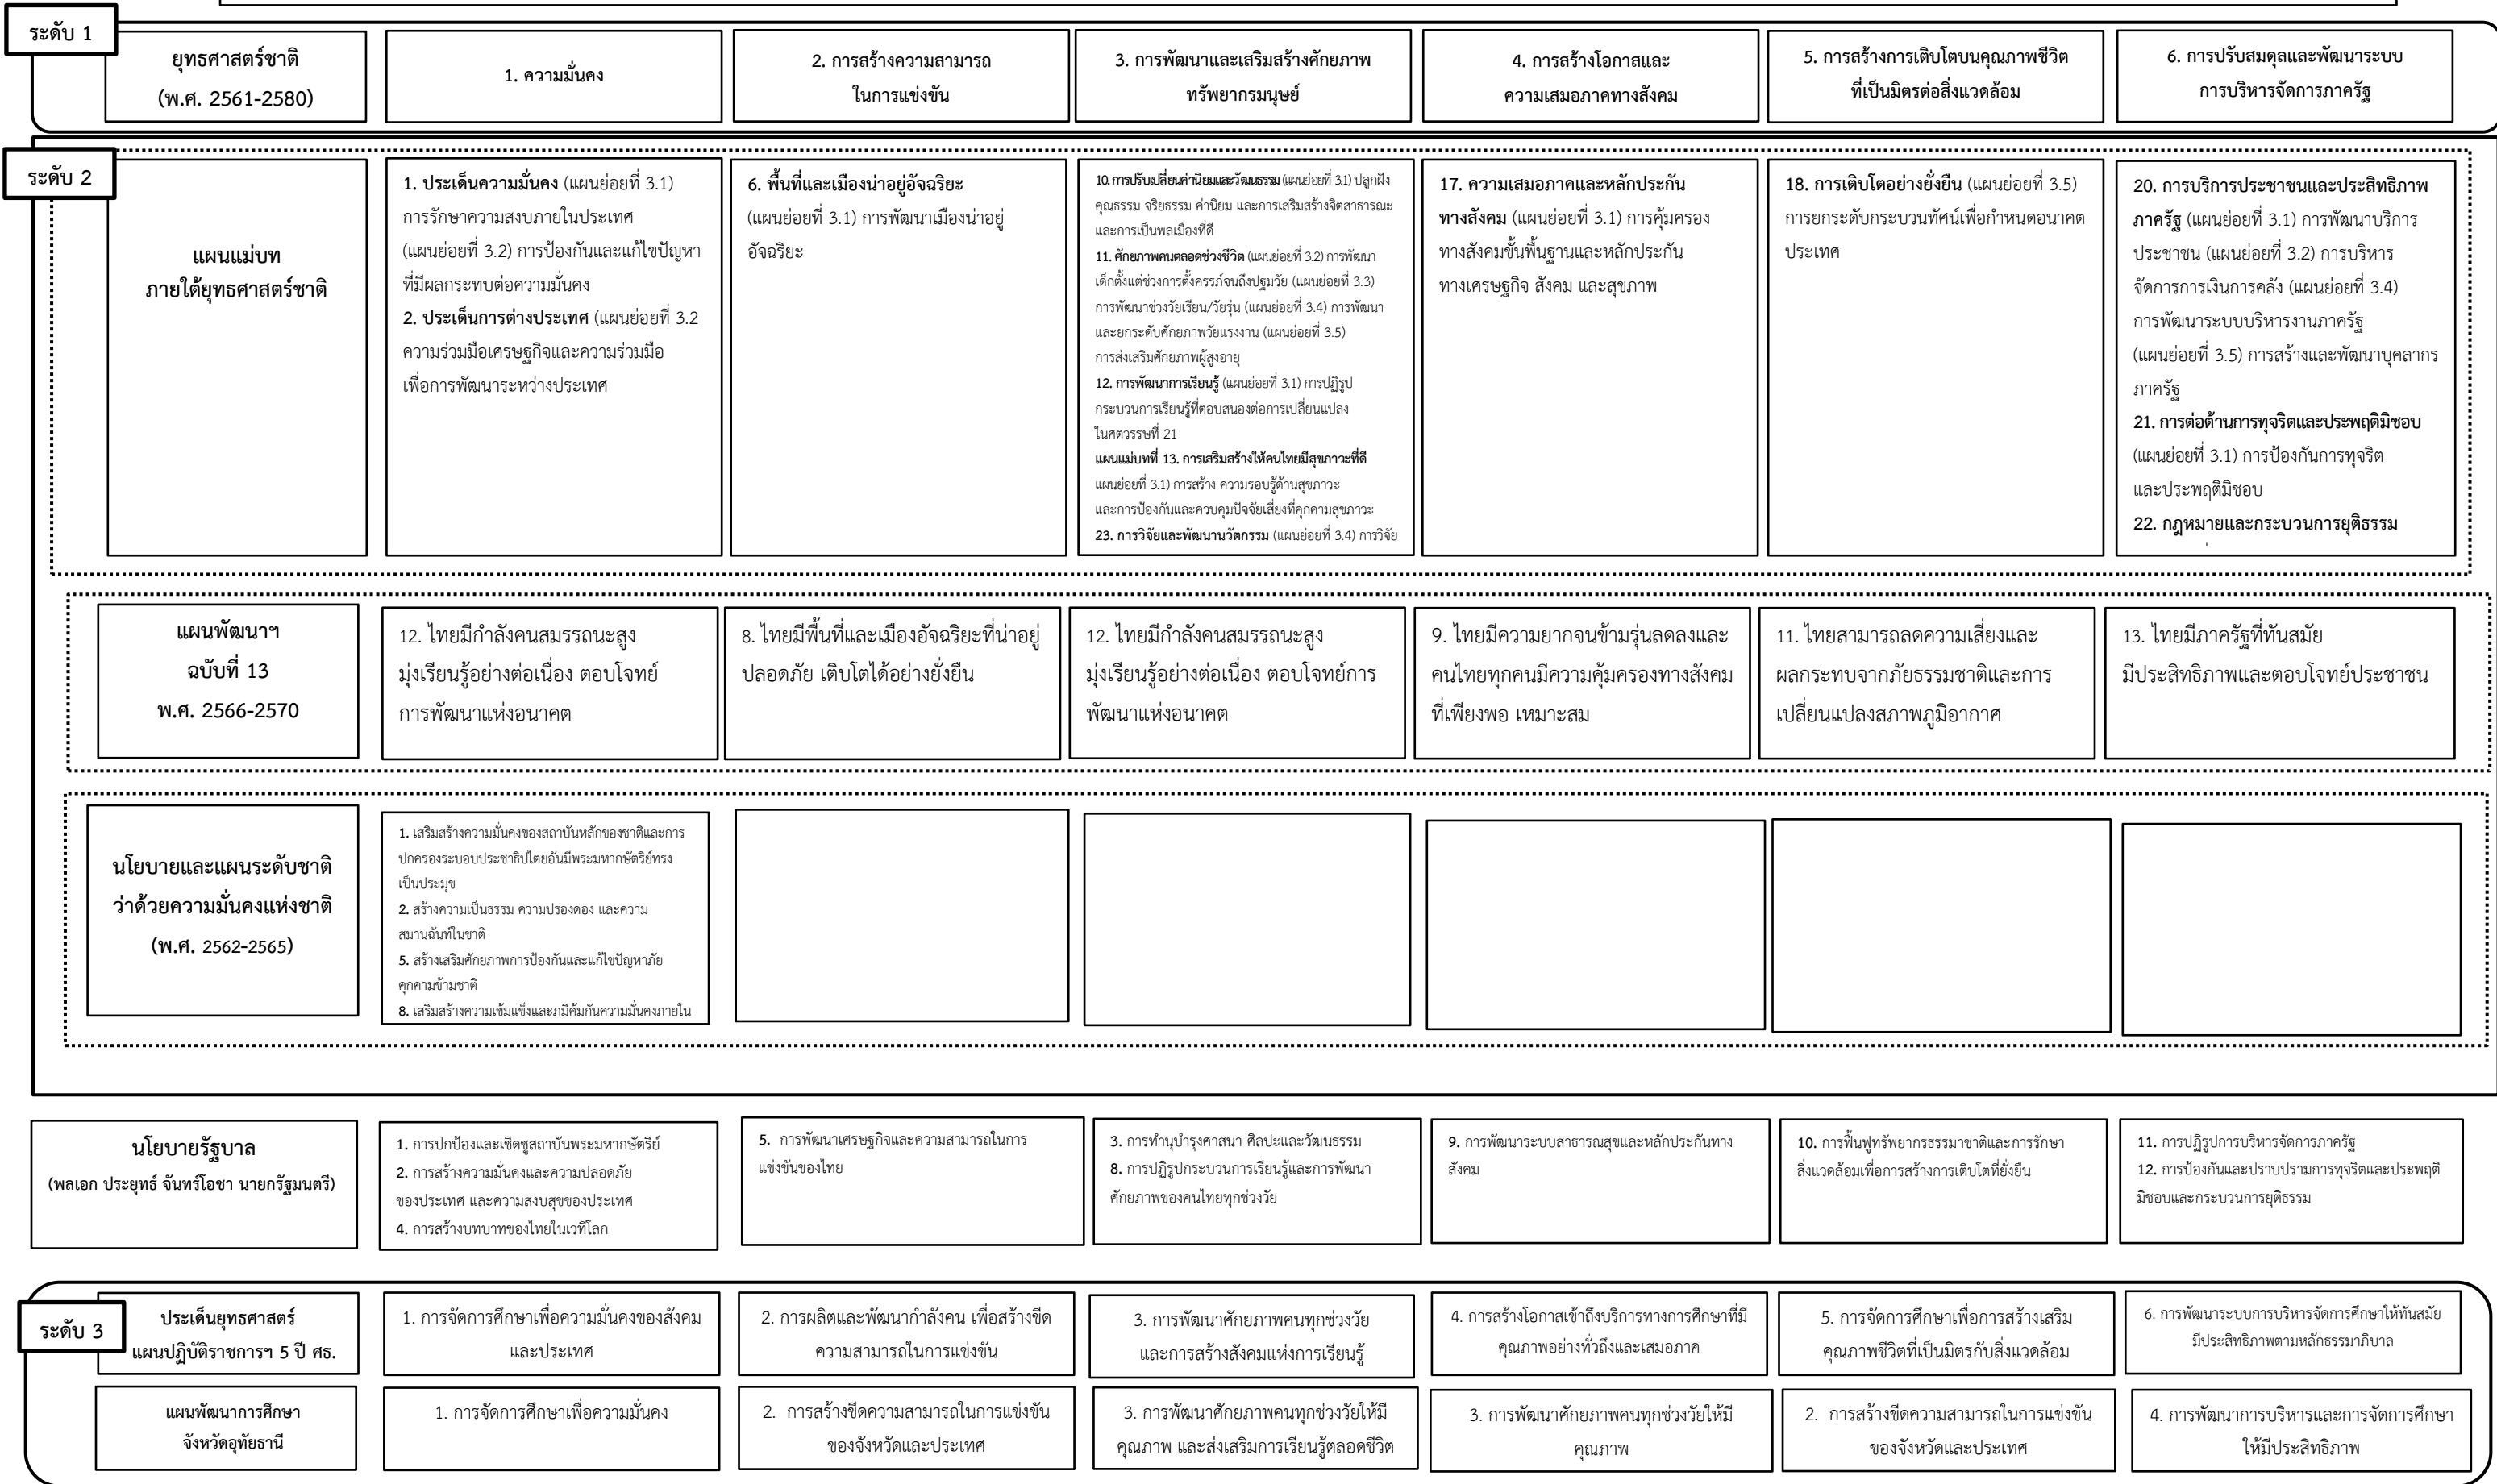 ระดับ 1
ยุทธศาสตร์ชาติ
(พ.ศ. 2561-2580)
1. ความมั่นคง
2. การสร้างความสามารถ
ในการแข่งขัน
3. การพัฒนาและเสริมสร้างศักยภาพ
ทรัพยากรมนุษย์
4. การสร้างโอกาสและ
ความเสมอภาคทางสังคม
5. การสร้างการเติบโตบนคุณภาพชีวิต
ที่เป็นมิตรต่อสิ่งแวดล้อม
6. การปรับสมดุลและพัฒนาระบบ
การบริหารจัดการภาครัฐ
ระดับ 2
แผนแม่บท
ภายใต้ยุทธศาสตร์ชาติ
1. ประเด็นความมั่นคง (แผนย่อยที่ 3.1)
การรักษาความสงบภายในประเทศ
(แผนย่อยที่ 3.2) การป้องกันและแก้ไขปัญหา
ที่มีผลกระทบต่อความมั่นคง
2. ประเด็นการต่างประเทศ (แผนย่อยที่ 3.2
ความร่วมมือเศรษฐกิจและความร่วมมือ
เพื่อการพัฒนาระหว่างประเทศ
6. พื้นที่และเมืองน่าอยู่อัจฉริยะ
(แผนย่อยที่ 3.1) การพัฒนาเมืองน่าอยู่
อัจฉริยะ
10. การปรับเปลี่ยนค่านิยมและวัฒนธรรม (แผนย่อยที่ 3.1) ปลูกฝัง
คุณธรรม จริยธรรม ค่านิยม และการเสริมสร้างจิตสาธารณะ
และการเป็นพลเมืองที่ดี
11. ศักยภาพคนตลอดช่วงชีวิต (แผนย่อยที่ 3.2) การพัฒนา
เด็กตั้งแต่ช่วงการตั้งครรภ์จนถึงปฐมวัย (แผนย่อยที่ 3.3)
การพัฒนาช่วงวัยเรียน/วัยรุ่น (แผนย่อยที่ 3.4) การพัฒนา
และยกระดับศักยภาพวัยแรงงาน (แผนย่อยที่ 3.5)
การส่งเสริมศักยภาพผู้สูงอายุ
12. การพัฒนาการเรียนรู้ (แผนย่อยที่ 3.1) การปฏิรูป
กระบวนการเรียนรู้ที่ตอบสนองต่อการเปลี่ยนแปลง
ในศตวรรษที่ 21
แผนแม่บทที่ 13. การเสริมสร้างให้คนไทยมีสุขภาวะที่ดี
แผนย่อยที่ 3.1) การสร้าง ความรอบรู้ด้านสุขภาวะ
และการป้องกันและควบคุมปัจจัยเสี่ยงที่คุกคามสุขภาวะ
23. การวิจัยและพัฒนานวัตกรรม (แผนย่อยที่ 3.4) การวิจัย
17. ความเสมอภาคและหลักประกัน
ทางสังคม (แผนย่อยที่ 3.1) การคุ้มครอง
ทางสังคมขั้นพื้นฐานและหลักประกัน
ทางเศรษฐกิจ สังคม และสุขภาพ
18. การเติบโตอย่างยั่งยืน (แผนย่อยที่ 3.5)
การยกระดับกระบวนทัศน์เพื่อกำหนดอนาคต
ประเทศ
20. การบริการประชาชนและประสิทธิภาพ
ภาครัฐ (แผนย่อยที่ 3.1) การพัฒนาบริการ
ประชาชน (แผนย่อยที่ 3.2) การบริหาร
จัดการการเงินการคลัง (แผนย่อยที่ 3.4)
การพัฒนาระบบบริหารงานภาครัฐ
(แผนย่อยที่ 3.5) การสร้างและพัฒนาบุคลากร
ภาครัฐ
21. การต่อต้านการทุจริตและประพฤติมิชอบ
(แผนย่อยที่ 3.1) การป้องกันการทุจริต
และประพฤติมิชอบ
22. กฎหมายและกระบวนการยุติธรรม
แผนพัฒนาฯ
ฉบับที่ 13
พ.ศ. 2566-2570
12. ไทยมีกำลังคนสมรรถนะสูง
มุ่งเรียนรู้อย่างต่อเนื่อง ตอบโจทย์
การพัฒนาแห่งอนาคต
8. ไทยมีพื้นที่และเมืองอัจฉริยะที่น่าอยู่
ปลอดภัย เติบโตได้อย่างยั่งยืน
12. ไทยมีกำลังคนสมรรถนะสูง
มุ่งเรียนรู้อย่างต่อเนื่อง ตอบโจทย์การ
พัฒนาแห่งอนาคต
9. ไทยมีความยากจนข้ามรุ่นลดลงและ
คนไทยทุกคนมีความคุ้มครองทางสังคม
ที่เพียงพอ เหมาะสม
11. ไทยสามารถลดความเสี่ยงและ
ผลกระทบจากภัยธรรมชาติและการ
เปลี่ยนแปลงสภาพภูมิอากาศ
13. ไทยมีภาครัฐที่ทันสมัย
มีประสิทธิภาพและตอบโจทย์ประชาชน
นโยบายและแผนระดับชาติ
ว่าด้วยความมั่นคงแห่งชาติ
(พ.ศ. 2562-2565)
1. เสริมสร้างความมั่นคงของสถาบันหลักของชาติและการ
ปกครองระบอบประชาธิปไตยอันมีพระมหากษัตริย์ทรง
เป็นประมุข
2. สร้างความเป็นธรรม ความปรองดอง และความ
สมานฉันท์ในชาติ
5. สร้างเสริมศักยภาพการป้องกันและแก้ไขปัญหาภัย
คุกคามข้ามชาติ
8. เสริมสร้างความเข้มแข็งและภูมิคุ้มกันความมั่นคงภายใน
นโยบายรัฐบาล
(พลเอก ประยุทธ์ จันทร์โอชา นายกรัฐมนตรี)
1. การปกป้องและเชิดชูสถาบันพระมหากษัตริย์
2. การสร้างความมั่นคงและความปลอดภัย
ของประเทศ และความสงบสุขของประเทศ
4. การสร้างบทบาทของไทยในเวทีโลก
5. การพัฒนาเศรษฐกิจและความสามารถในการ
แข่งขันของไทย
3. การทำนุบำรุงศาสนา ศิลปะและวัฒนธรรม
8. การปฏิรูปกระบวนการเรียนรู้และการพัฒนา
ศักยภาพของคนไทยทุกช่วงวัย
9. การพัฒนาระบบสาธารณสุขและหลักประกันทาง
สังคม
10. การฟื้นฟูทรัพยากรธรรมาชาติและการรักษา
สิ่งแวดล้อมเพื่อการสร้างการเติบโตที่ยั่งยืน
11. การปฏิรูปการบริหารจัดการภาครัฐ
12. การป้องกันและปราบปรามการทุจริตและประพฤติ
มิชอบและกระบวนการยุติธรรม
ระดับ 3
ประเด็นยุทธศาสตร์
แผนปฏิบัติราชการฯ 5 ปี ศธ.
1. การจัดการศึกษาเพื่อความมั่นคงของสังคม
และประเทศ
2. การผลิตและพัฒนากำลังคน เพื่อสร้างขีด
ความสามารถในการแข่งขัน
3. การพัฒนาศักยภาพคนทุกช่วงวัย
และการสร้างสังคมแห่งการเรียนรู้
4. การสร้างโอกาสเข้าถึงบริการทางการศึกษาที่มี
คุณภาพอย่างทั่วถึงและเสมอภาค
5. การจัดการศึกษาเพื่อการสร้างเสริม
คุณภาพชีวิตที่เป็นมิตรกับสิ่งแวดล้อม
6. การพัฒนาระบบการบริหารจัดการศึกษาให้ทันสมัย
มีประสิทธิภาพตามหลักธรรมาภิบาล
แผนพัฒนาการศึกษา
จังหวัดอุทัยธานี
1. การจัดการศึกษาเพื่อความมั่นคง
2. การสร้างขีดความสามารถในการแข่งขัน
ของจังหวัดและประเทศ
3. การพัฒนาศักยภาพคนทุกช่วงวัยให้มี
คุณภาพ และส่งเสริมการเรียนรู้ตลอดชีวิต
3. การพัฒนาศักยภาพคนทุกช่วงวัยให้มี
คุณภาพ
2. การสร้างขีดความสามารถในการแข่งขัน
ของจังหวัดและประเทศ
4. การพัฒนาการบริหารและการจัดการศึกษา
ให้มีประสิทธิภาพ